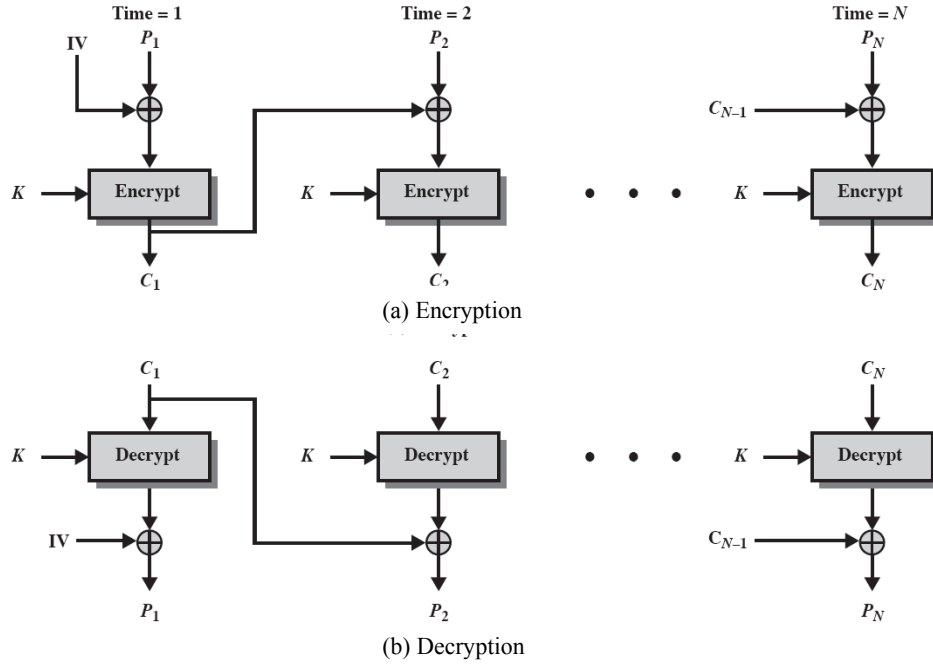 Time = 1 Time = 2 Time = N
IV P1 P2 PN
CN–1
K Encrypt K Encrypt • • • K Encrypt
C1 C2 CN
(a) Encryption
C1 C2 CN
K Decrypt K Decrypt • • • K Decrypt
IV CN–1
P1 P2 PN
(b) Decryption